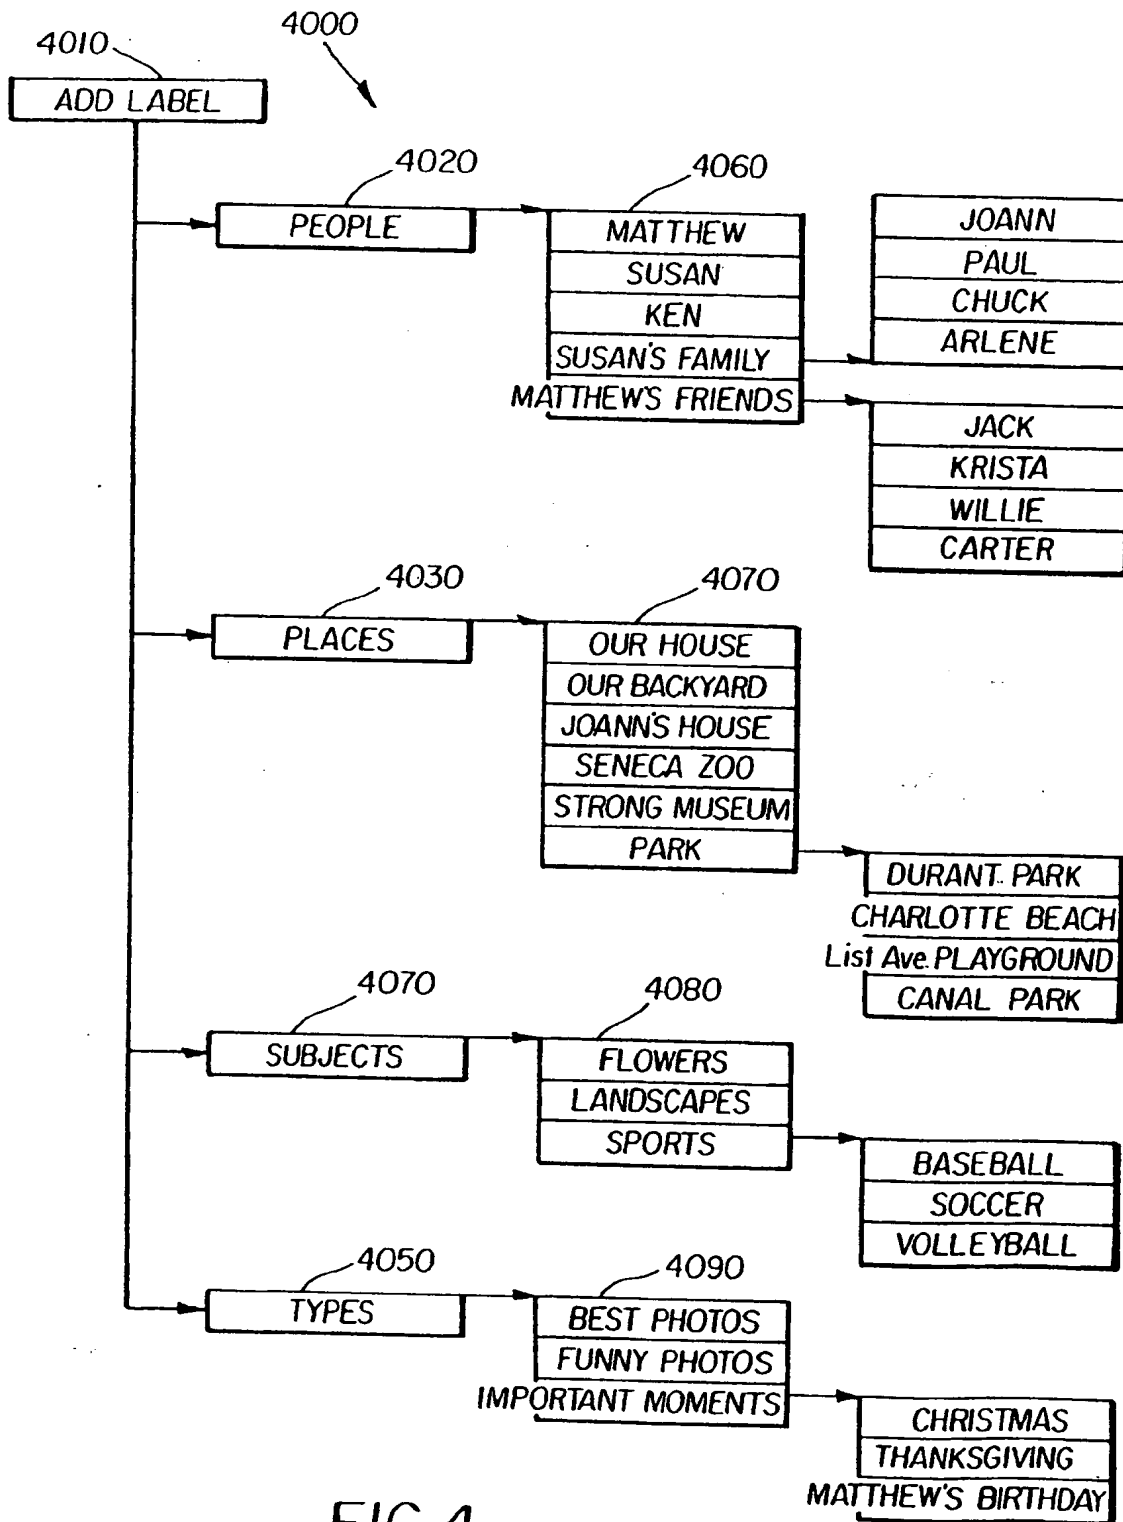 4000
4010
ADD LABEL
4020
PEOPLE
4060
MATTHEW
SUSAN
KEN
SUSAN'S FAMILY
MATTHEW'S FRIENDS
JOANN
PAUL
CHUCK
ARLENE
JACK
KRISTA
WILLIE
CARTER
4030
PLACES
4070
OUR HOUSE
OUR BACKYARD
JOANN'S HOUSE
SENECA ZOO
STRONG MUSEUM
PARK
DURANT PARK
CHARLOTTE BEACH
List Ave. PLAYGROUND
CANAL PARK
4070
SUBJECTS
4080
FLOWERS
LANDSCAPES
SPORTS
BASEBALL
SOCCER
VOLLEYBALL
4050
TYPES
4090
BEST PHOTOS
FUNNY PHOTOS
IMPORTANT MOMENTS
CHRISTMAS
THANKSGIVING
MATTHEW'S BIRTHDAY
FIG. 4